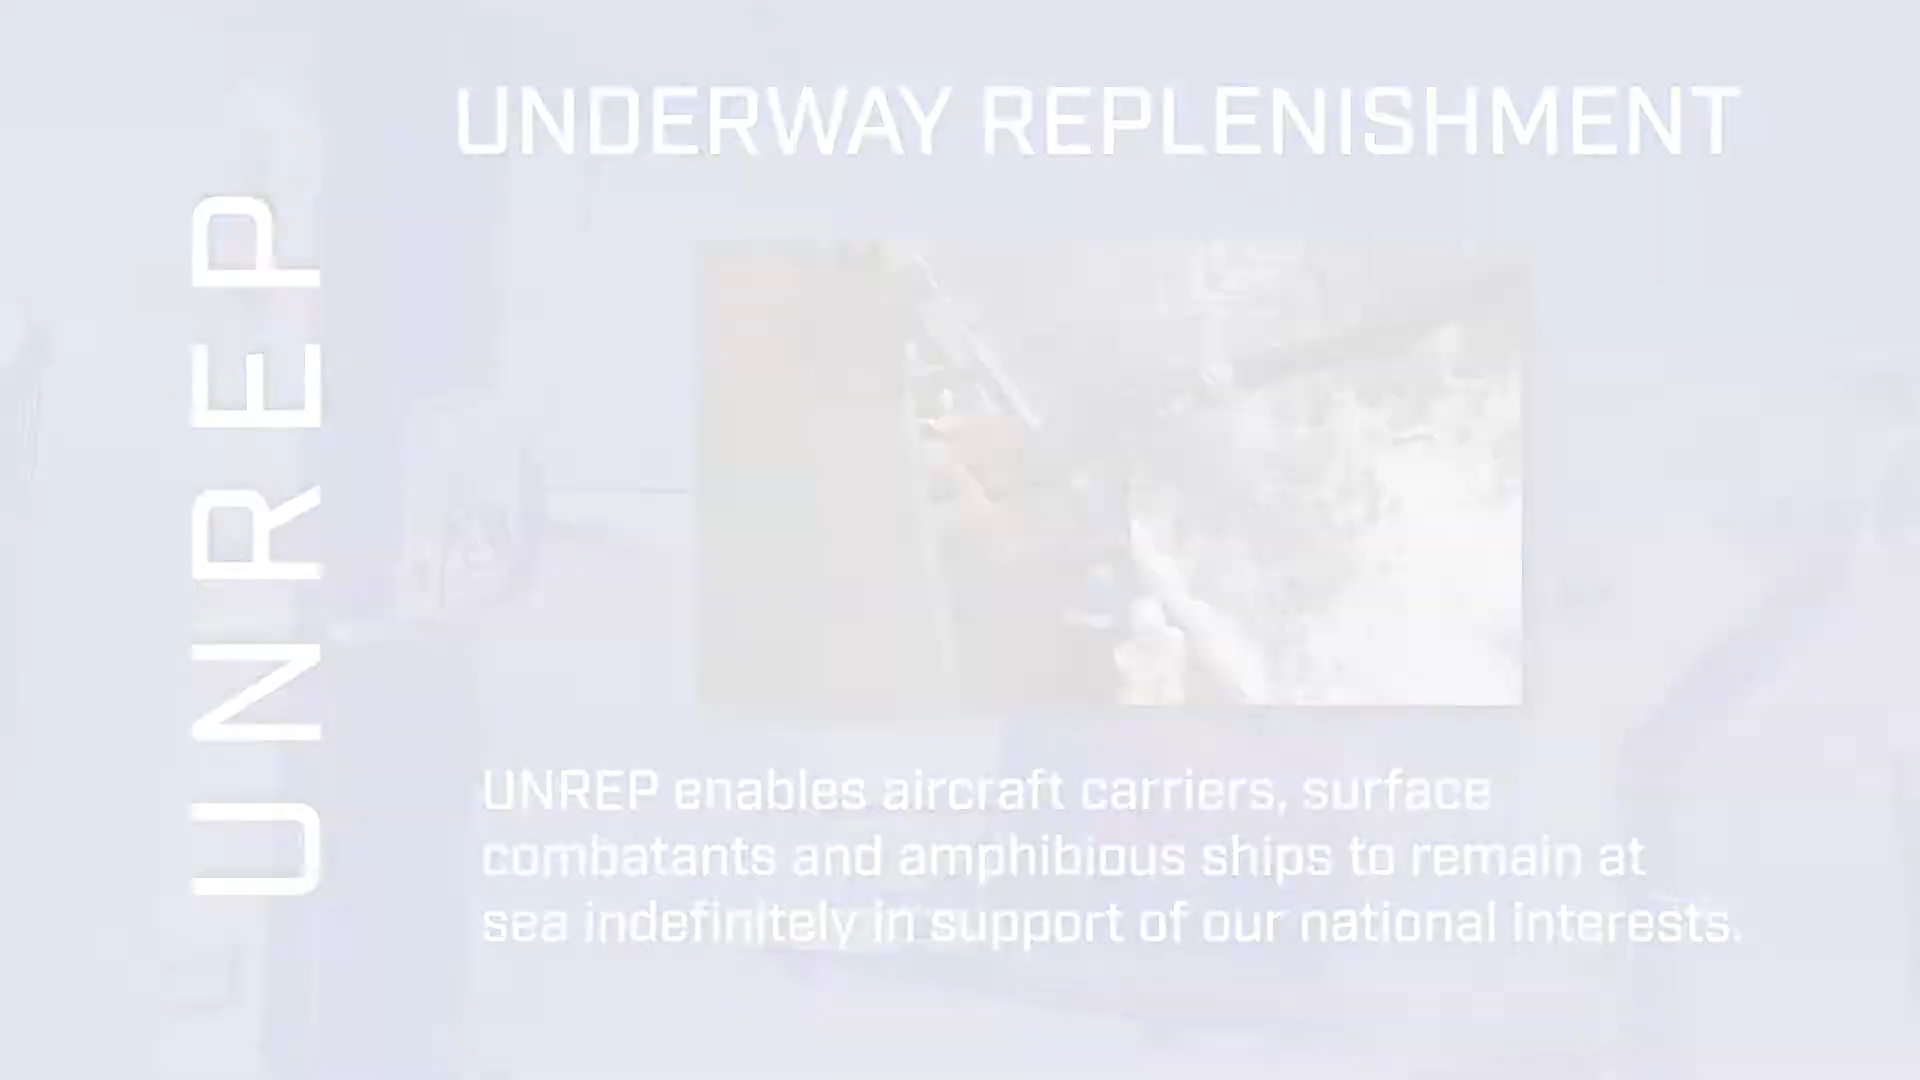 UNDERWAY REPLENISHMENT
UNREP
UNREP enables aircraft carriers, surface
combatants and amphibious ships to remain at
sea indefinitely in support of our national interests.